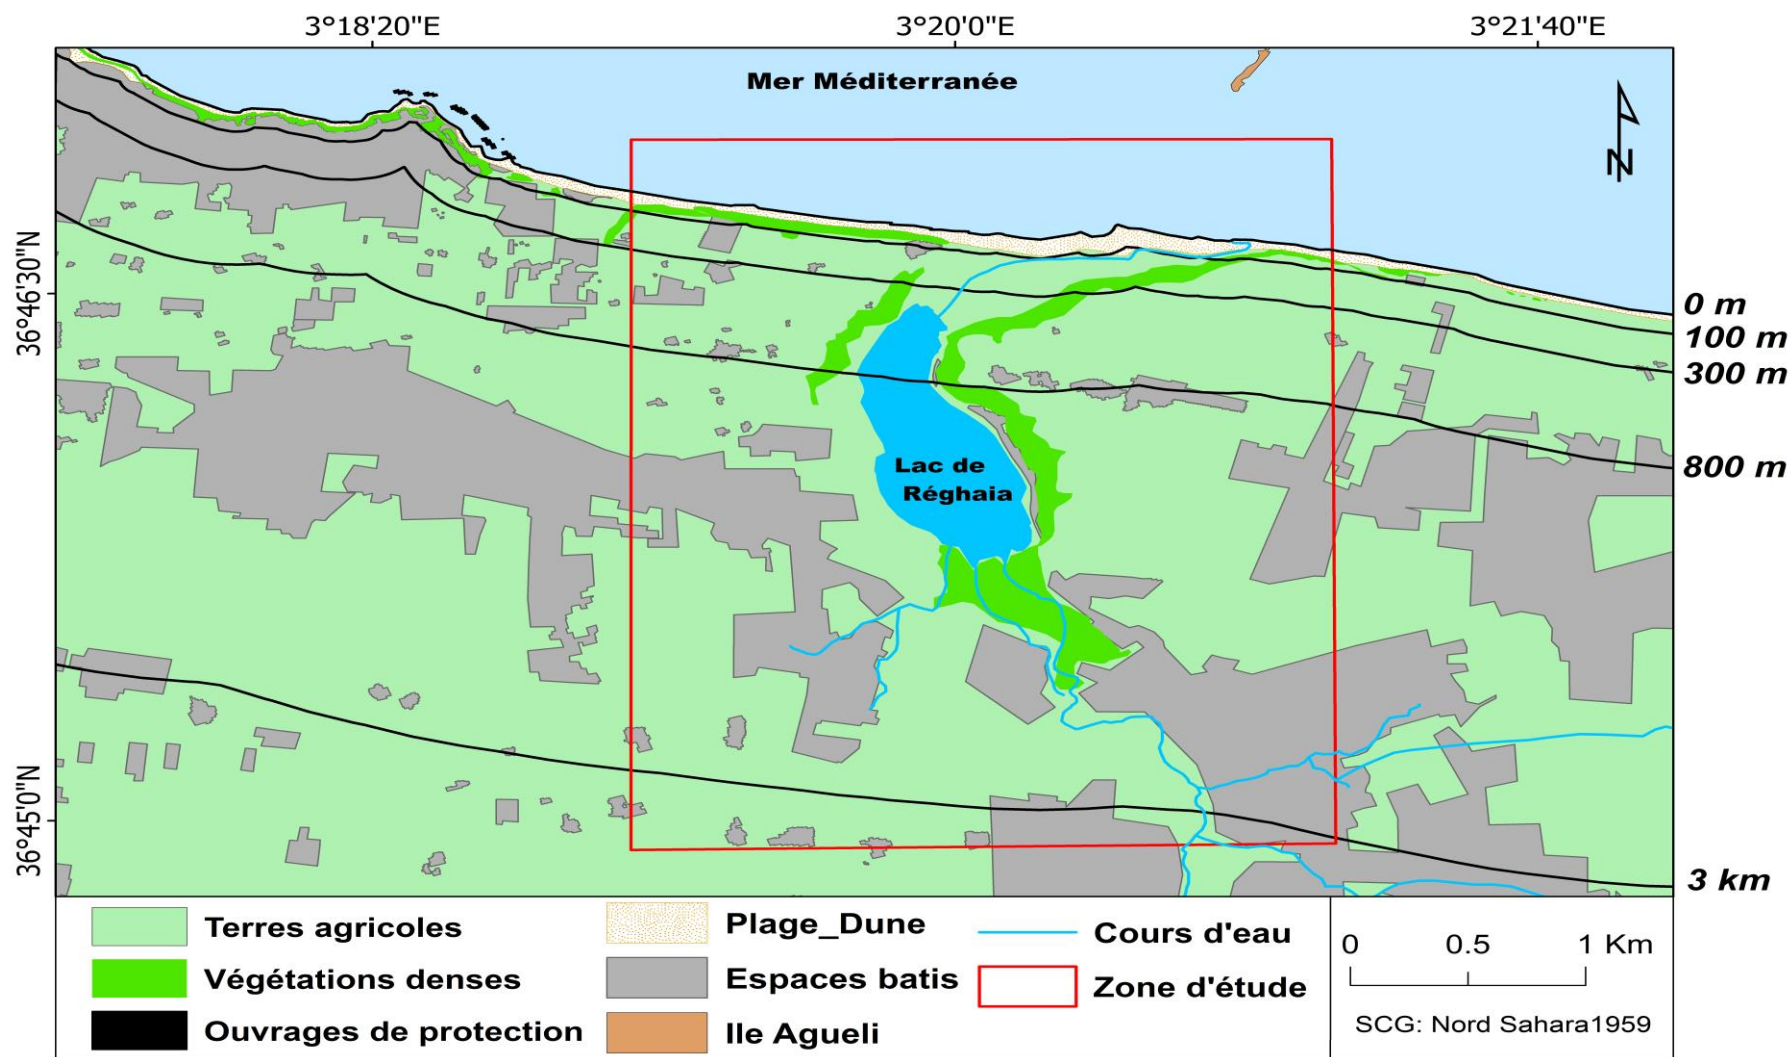 3°18'20"E
3°20'0"E
3°21'40"E
Mer Méditerranée
N
36°46'30"N
0 m
100 m
300 m
Lac de
Réghaia
800 m
36°45'0"N
3 km
Terres agricoles
Plage_Dune
Cours d'eau
0 0.5 1 Km
Végétations denses
Espaces batis
Zone d'étude
Ouvrages de protection
Ile Agueli
SCG: Nord Sahara1959